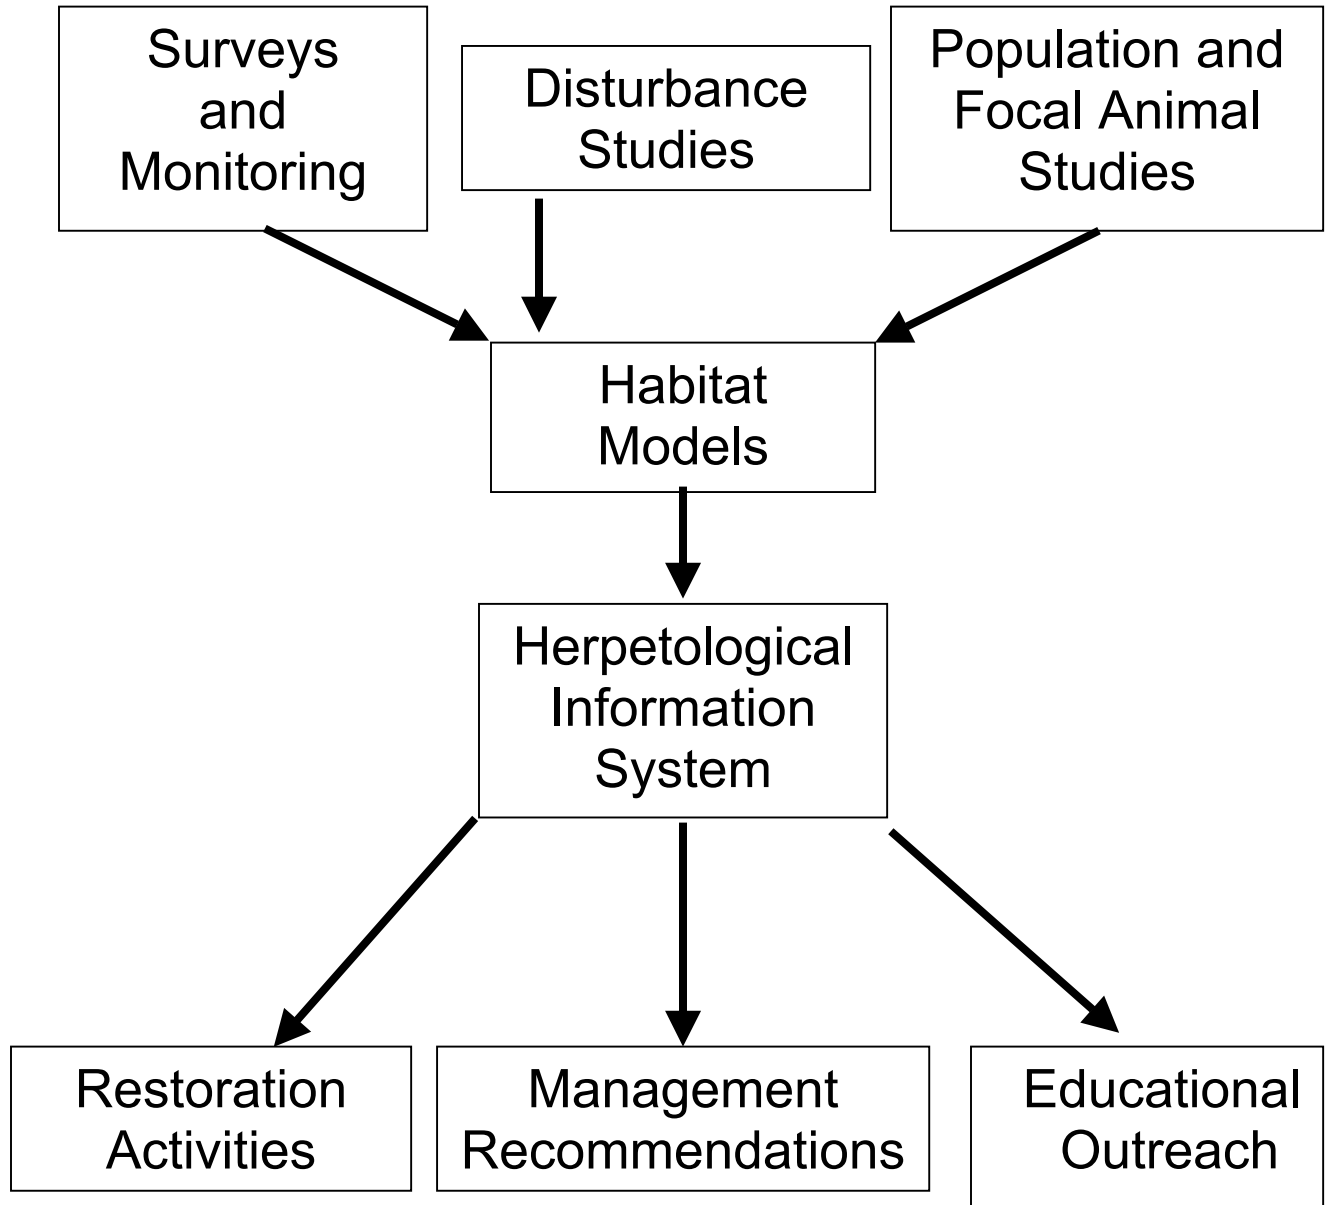 Surveys
and
Monitoring
Disturbance
Studies
Population and
Focal Animal
Studies
Habitat
Models
Herpetological
Information
System
Restoration
Activities
Management
Recommendations
Educational
Outreach